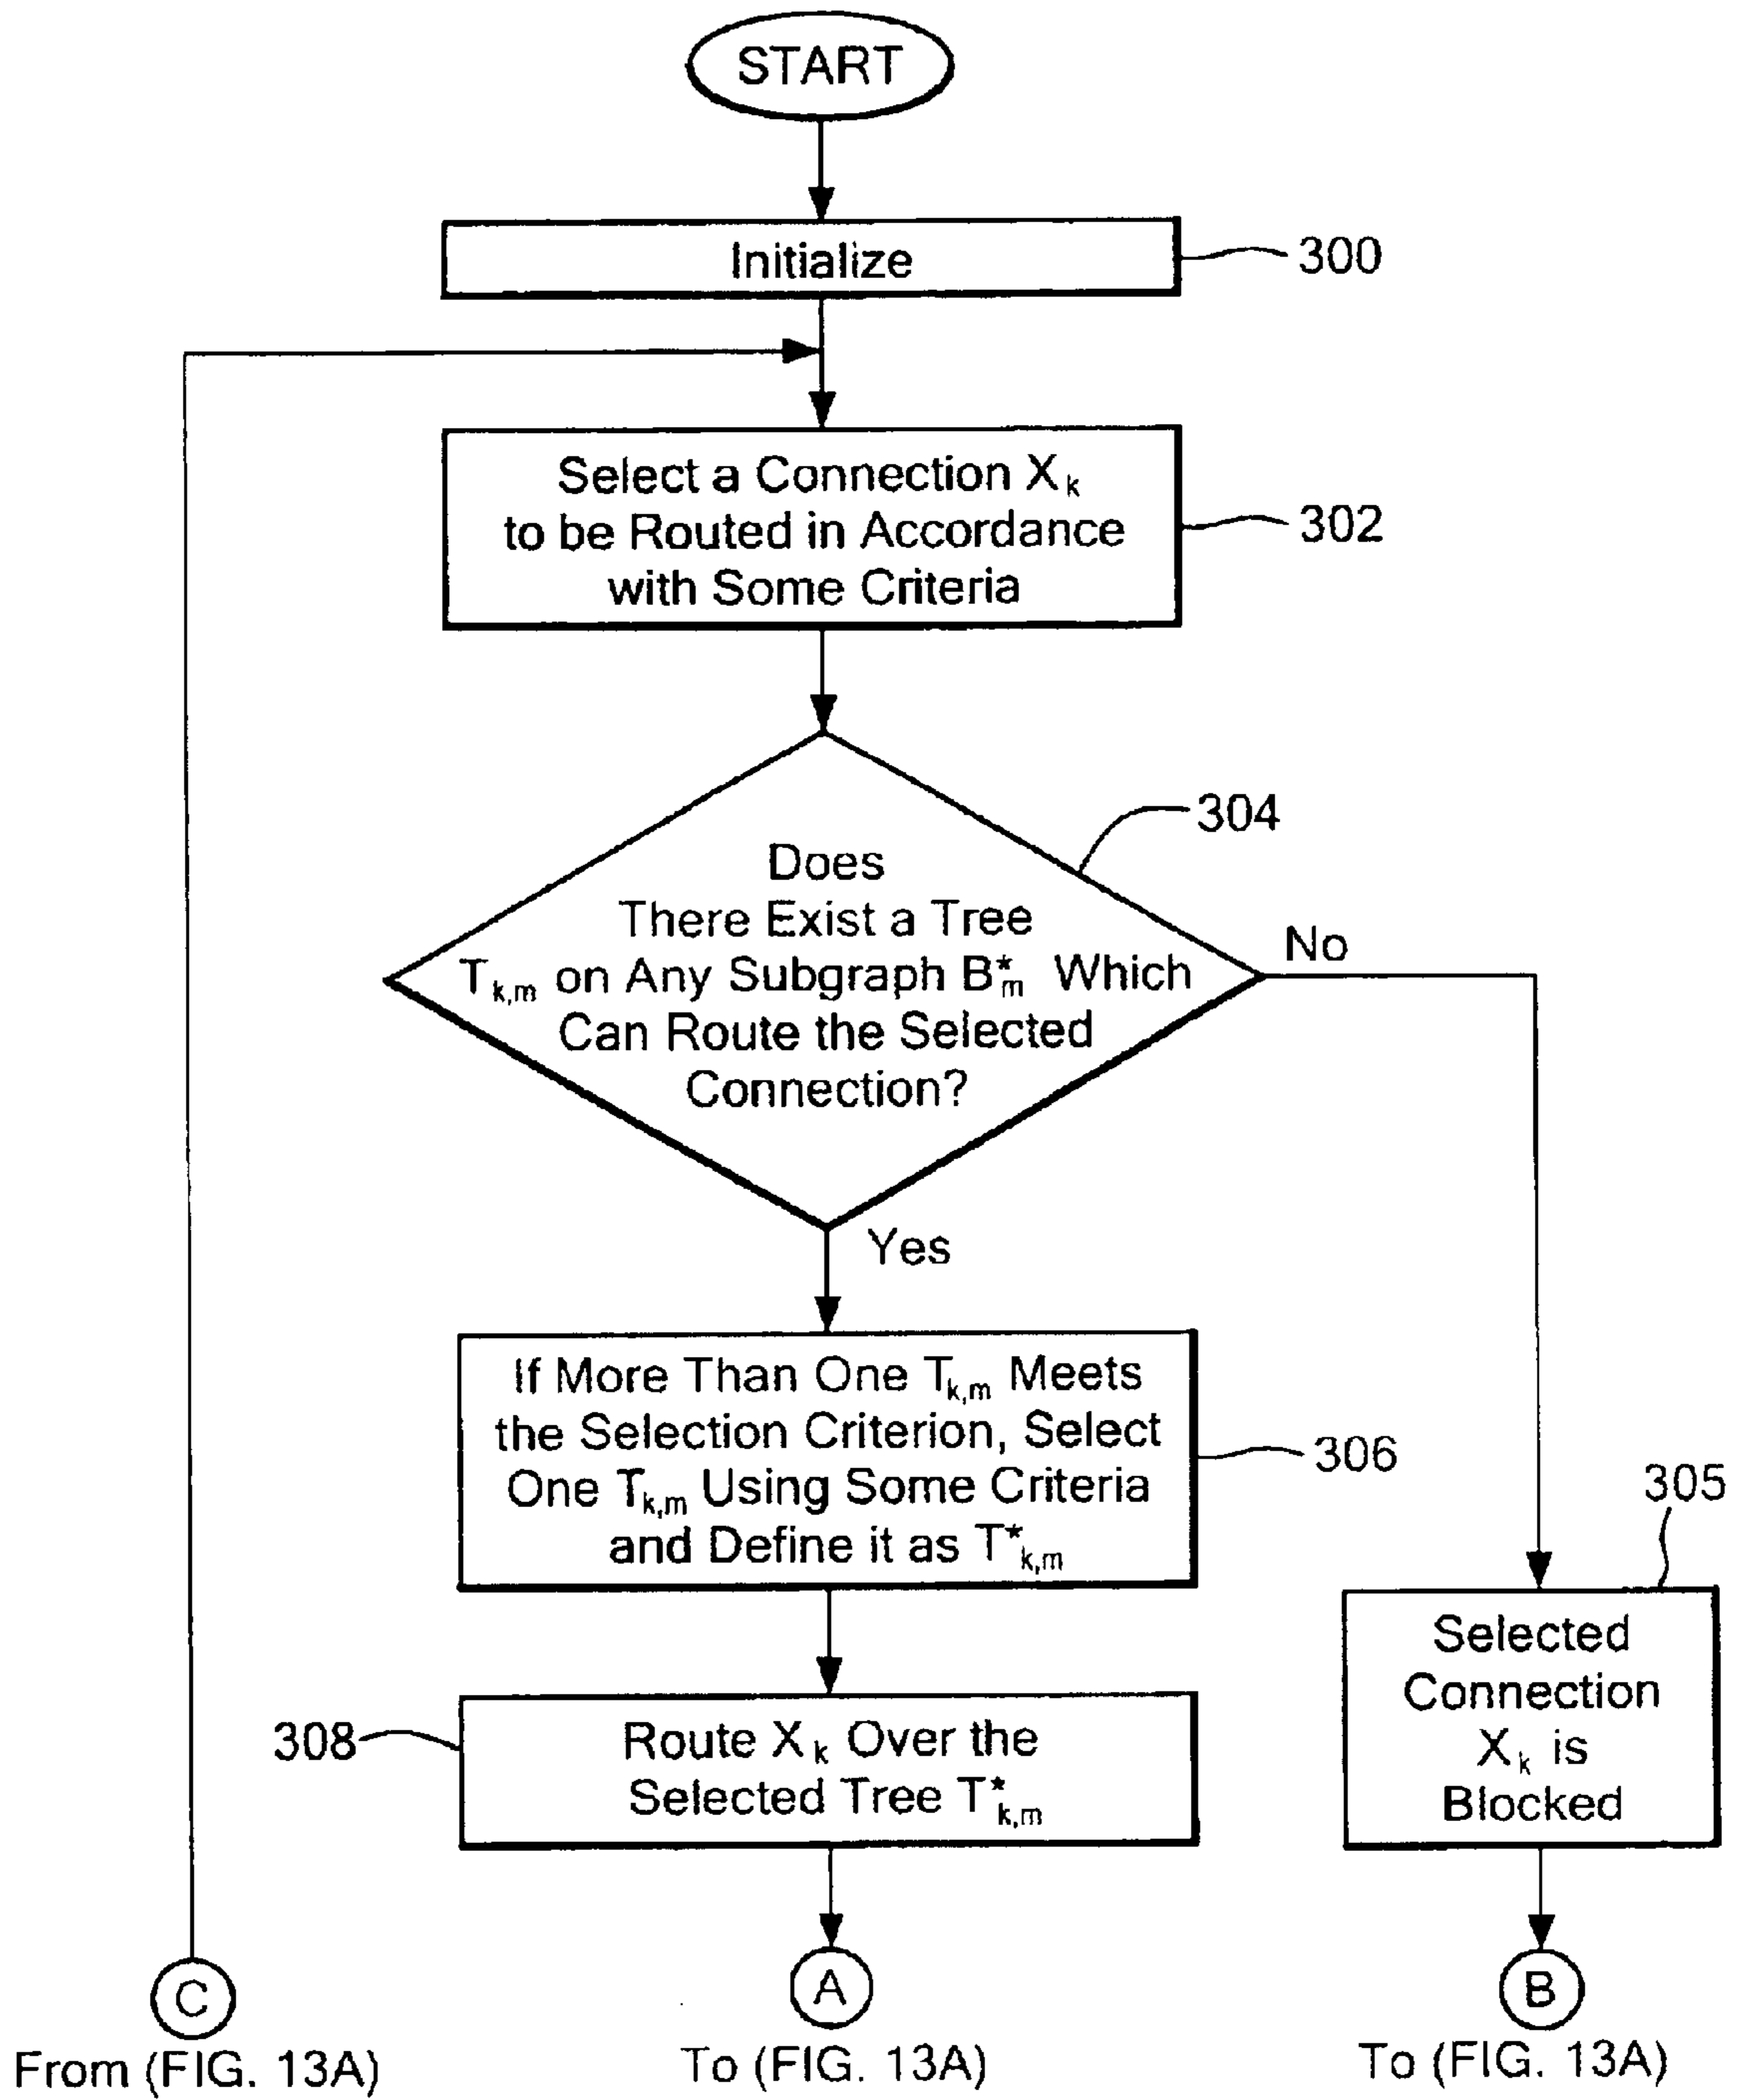 START
Initialize
300
Select a Connection Xk
to be Routed in Accordance
with Some Criteria
302
304
Does
There Exist a Tree
Tk,m on Any Subgraph B*m Which
Can Route the Selected
Connection?
No
Yes
If More Than One Tk,m Meets
the Selection Criterion, Select
One Tk,m Using Some Criteria
and Define it as T*k,m
306
305
Selected
Connection
Xk is
Blocked
308
Route Xk Over the
Selected Tree T*k,m
C
A
B
From (FIG. 13A)
To (FIG. 13A)
To (FIG. 13A)